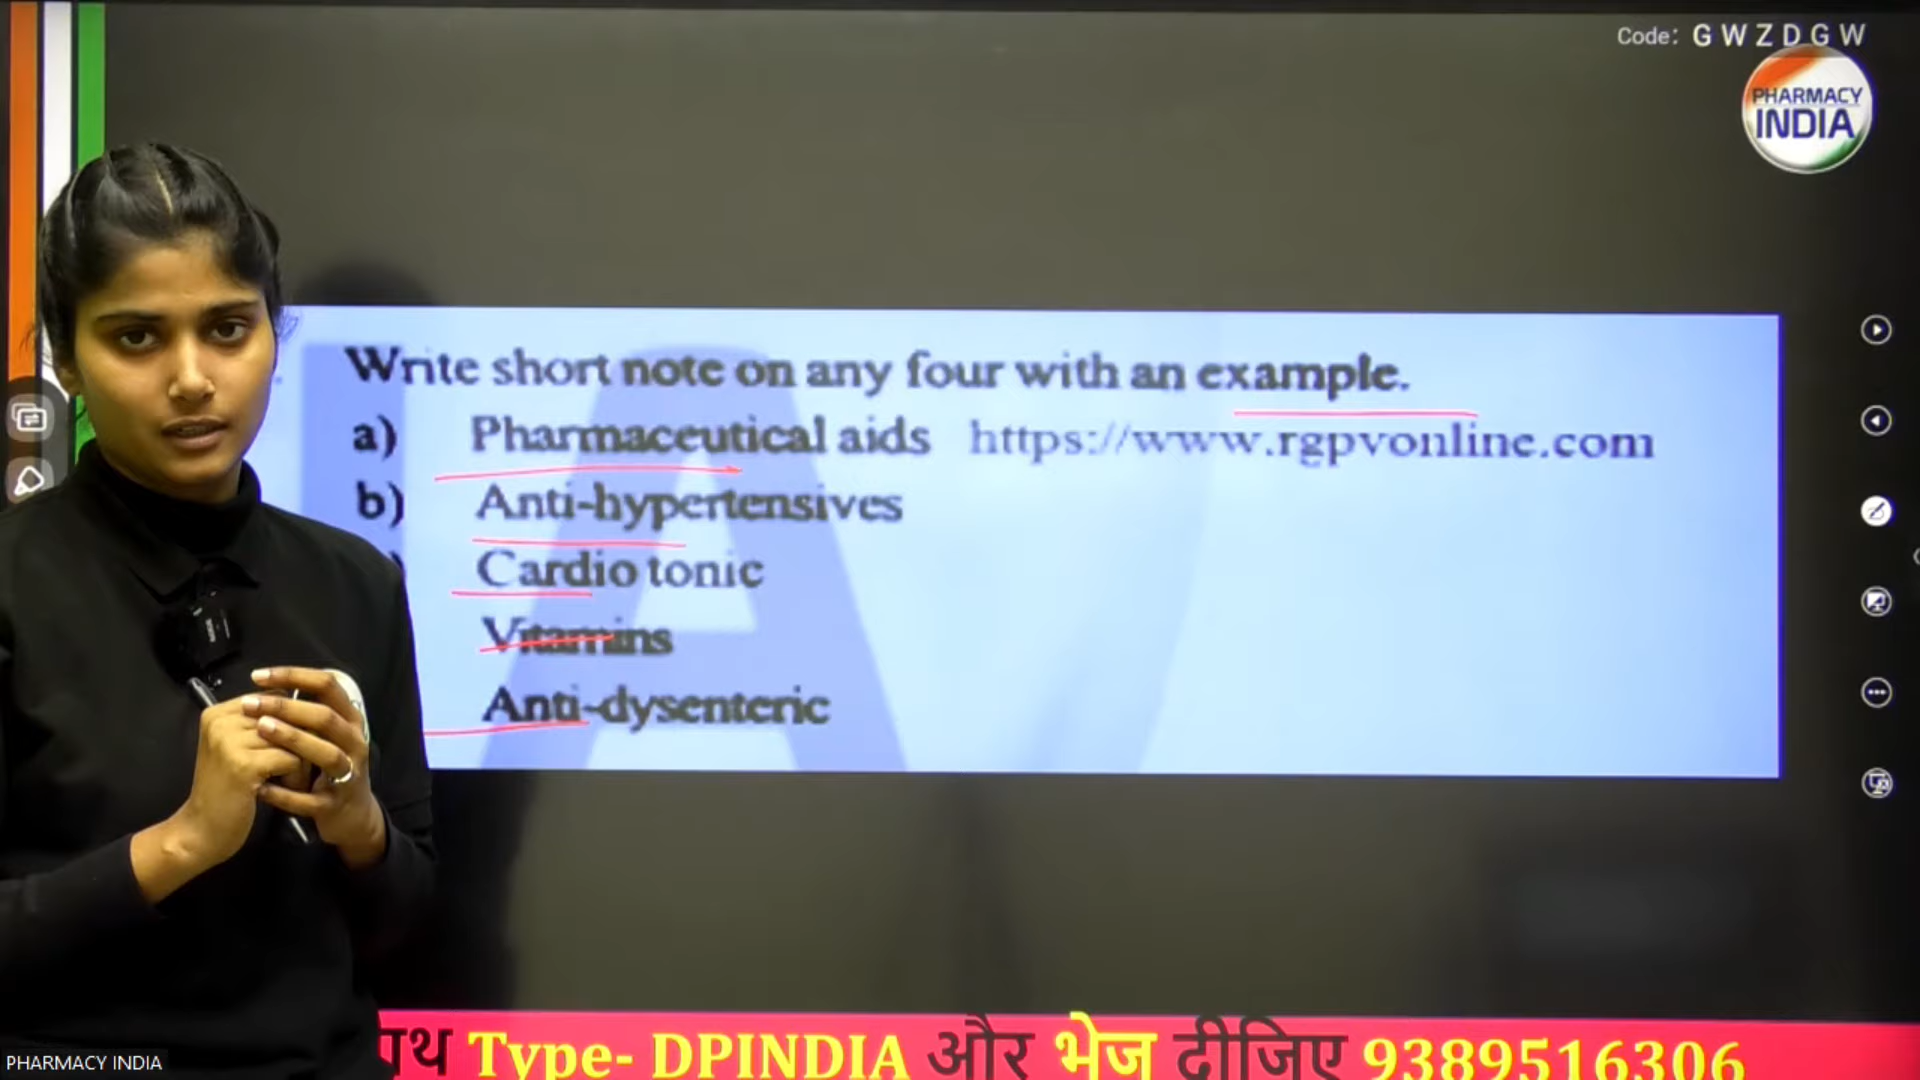 Code: GWZDGW
PHARMACY
INDIA
Write short note on any four with an example.
a) Pharmaceutical aids https://www.rgpvonline.com
b) Anti-hypertensives
Cardio tonic
Vitamins
Anti-dysenteric
Type- DPINDIA और भेज दीजिए 9389516306
PHARMACY INDIA